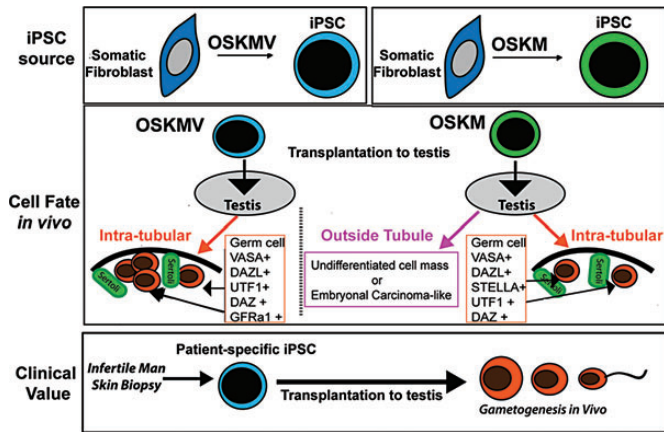 iPSC
source
Somatic
Fibroblast
OSKMV
iPSC
Somatic
Fibroblast
OSKM
iPSC
Cell Fate
in vivo
OSKMV
OSKM
Transplantation to testis
Testis
Testis
Intra-tubular
Sertoli
Sertoli
Germ cell
VASA+
DAZL+
UTF1+
DAZ +
GFRa1 +
Outside Tubule
Undifferentiated cell mass
or
Embryonal Carcinoma-like
Germ cell
VASA+
DAZL+
STELLA+
UTF1 +
DAZ +
Intra-tubular
Sertoli
Sertoli
Clinical
Value
Infertile Man
Skin Biopsy
Patient-specific iPSC
Transplantation to testis
Gametogenesis in Vivo